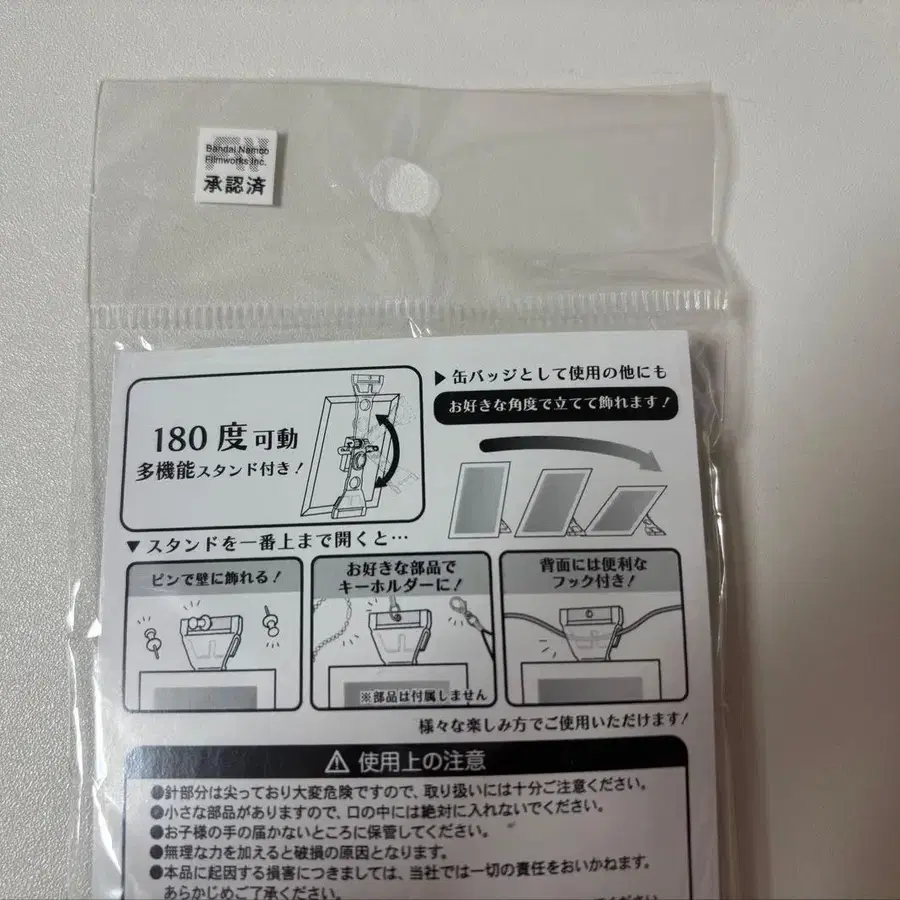 Bandai Namco
Filmworks Inc.
承認済
180度可動
多機能スタンド付き!
▶缶バッジとして使用の他にも
お好きな角度で立てて飾れます!
▼スタンドを一番上まで開くと…
ピンで壁に飾れる!
お好きな部品で
キーホルダーに!
※部品は付属しません
背面には便利な
フック付き!
様々な楽しみ方でご使用いただけます!
⚠使用上の注意
●針部分は尖っており大変危険ですので、取り扱いには十分ご注意ください。
●小さな部品がありますので、口の中には絶対に入れないでください。
●お子様の手の届かないところに保管してください。
●無理な力を加えると破損の原因となります。
●本品に起因する損害につきましては、当社では一切の責任をおいかねます。
あらかじめご了承ください。